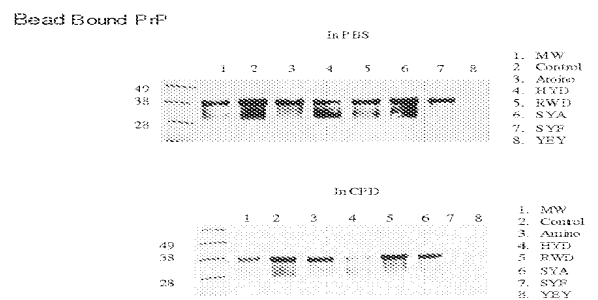 Bead Bound PrP
In PBS
1 2 3 4 5 6 7 8
49
38
28
1. MW
2 Control
3. Amino
4. HYD
5. RWD
6. SYA
7. SYF
8. YEY
In CPD
1 2 3 4 5 6 7 8
49
38
28
1. MW
2. Control
3. Amino
4. HYD
5 RWD
6 SYA
7. SYF
8. YEY